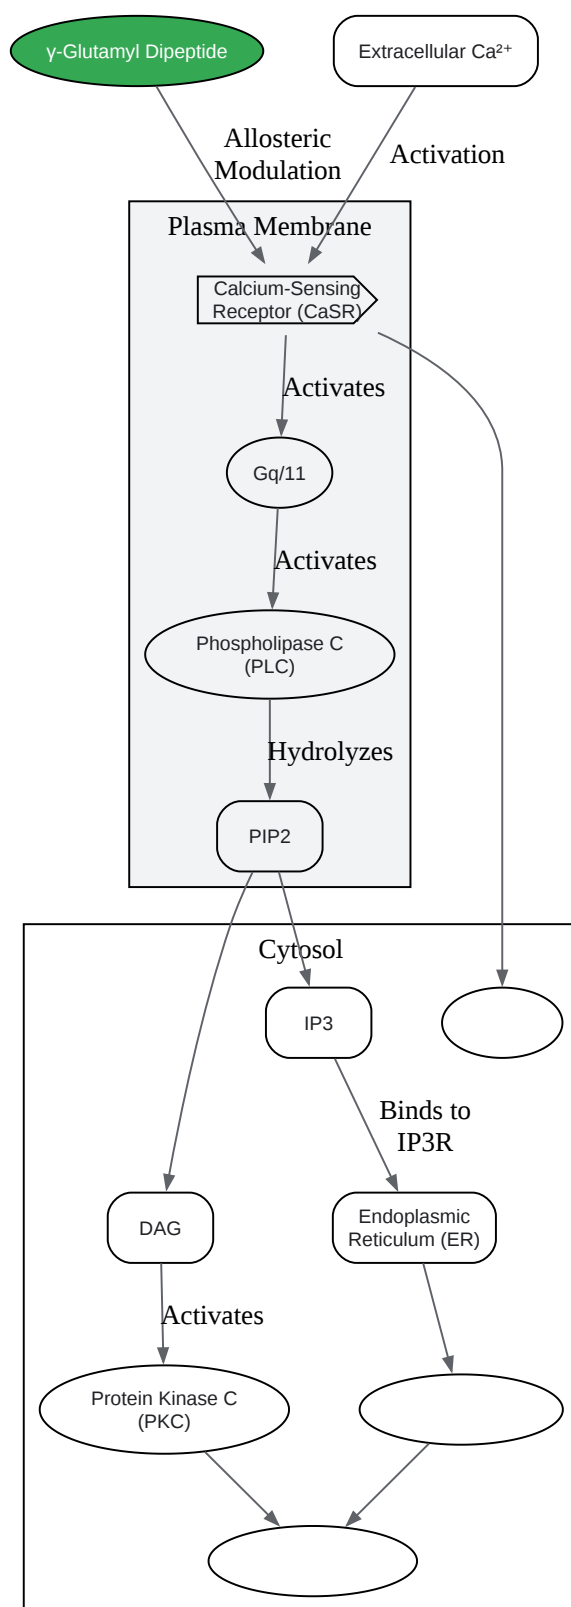 γ-Glutamyl Dipeptide
Extracellular Ca²⁺
Allosteric
Modulation
Activation
Plasma Membrane
Calcium-Sensing
Receptor (CaSR)
Activates
Gq/11
Activates
Phospholipase C
(PLC)
Hydrolyzes
PIP2
Cytosol
IP3
Binds to
IP3R
DAG
Endoplasmic
Reticulum (ER)
Activates
Protein Kinase C
(PKC)